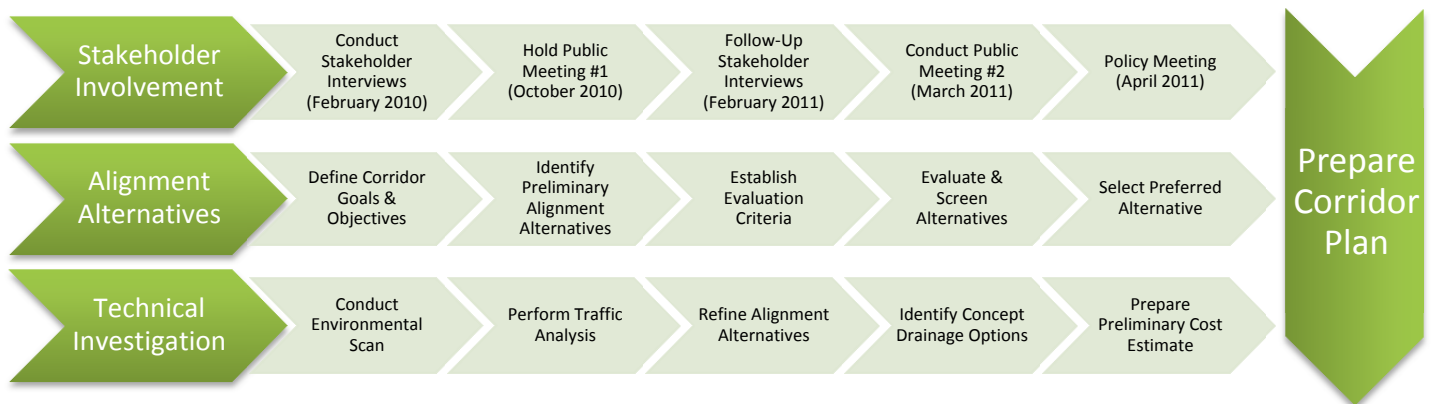 Stakeholder
Involvement
Conduct
Stakeholder
Interviews
(February 2010)
Hold Public
Meeting #1
(October 2010)
Follow-Up
Stakeholder
Interviews
(February 2011)
Conduct Public
Meeting #2
(March 2011)
Policy Meeting
(April 2011)
Alignment
Alternatives
Define Corridor
Goals &
Objectives
Identify
Preliminary
Alignment
Alternatives
Establish
Evaluation
Criteria
Evaluate &
Screen
Alternatives
Select Preferred
Alternative
Technical
Investigation
Conduct
Environmental
Scan
Perform Traffic
Analysis
Refine Alignment
Alternatives
Identify Concept
Drainage Options
Prepare
Preliminary Cost
Estimate
Prepare
Corridor
Plan